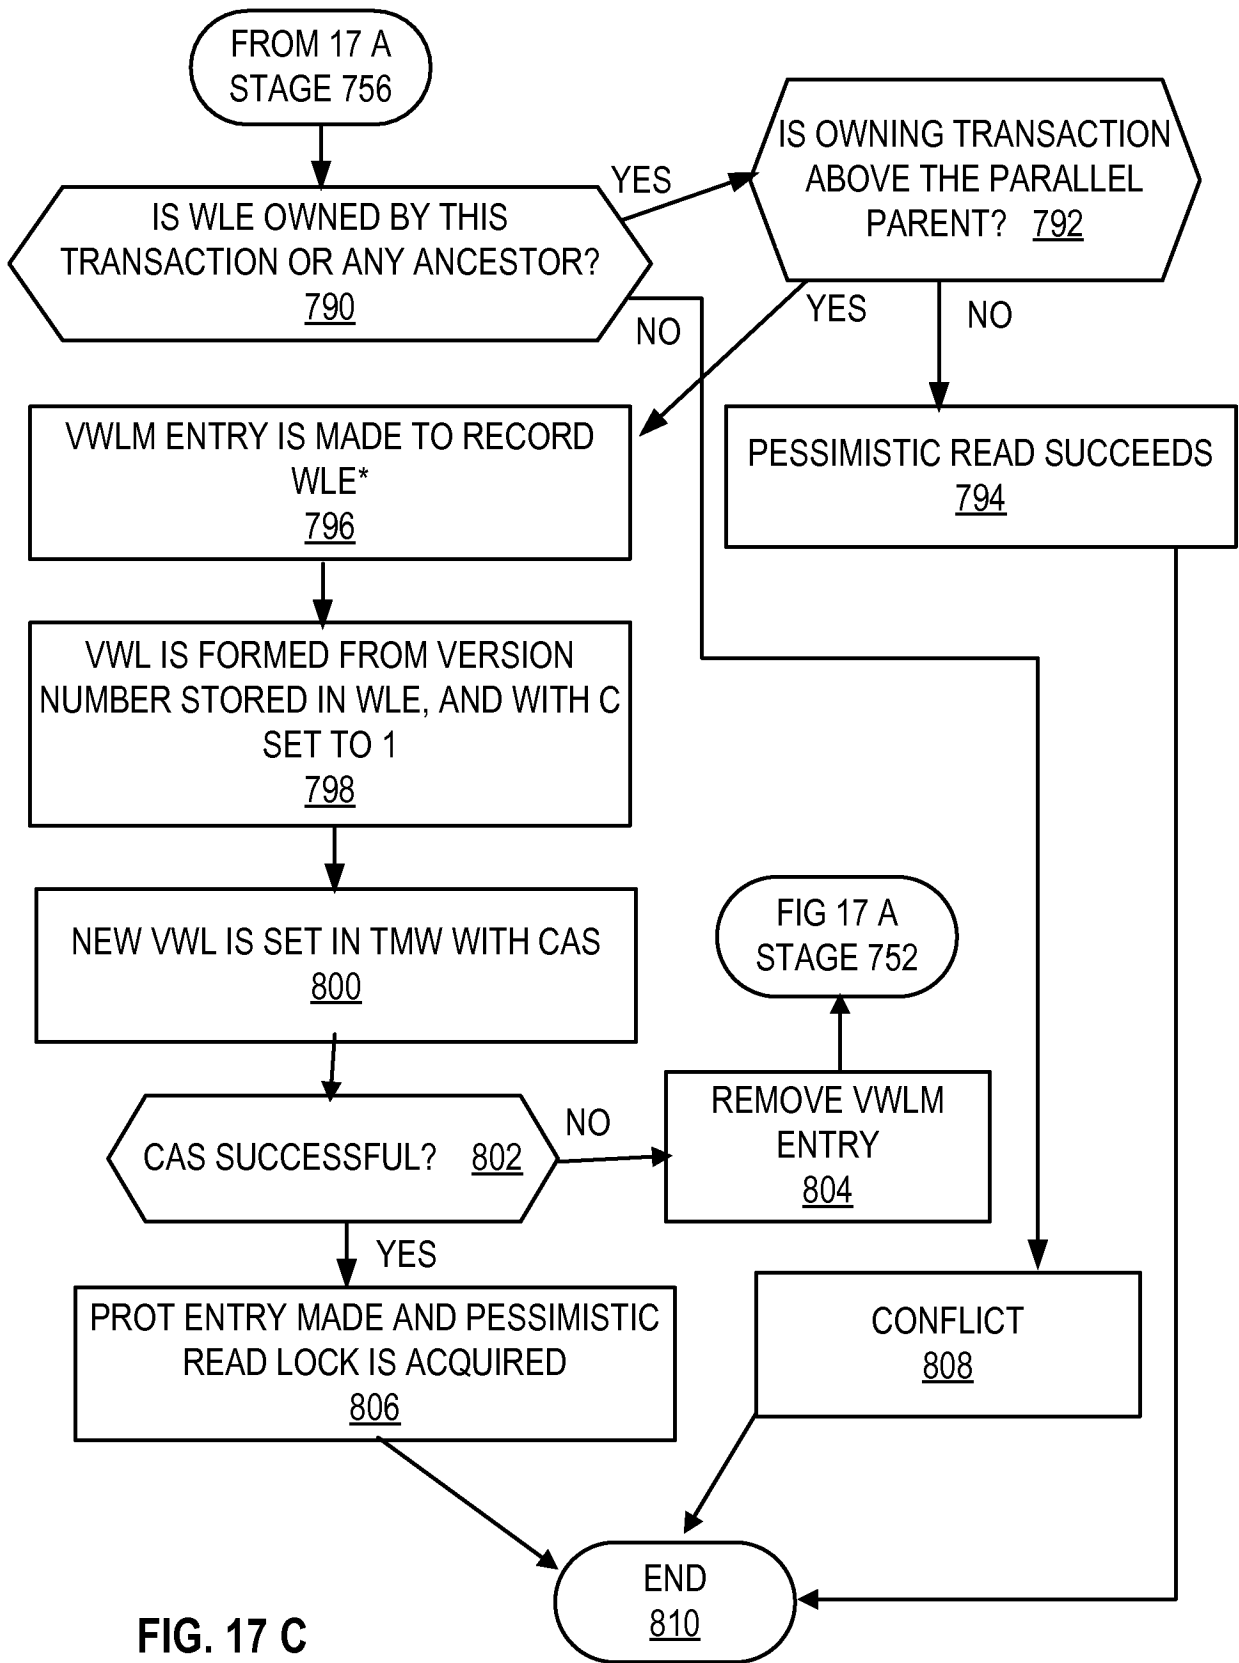 FROM 17 A
STAGE 756
IS OWNING TRANSACTION
ABOVE THE PARALLEL
PARENT? 792
YES
IS WLE OWNED BY THIS
TRANSACTION OR ANY ANCESTOR?
790
YES
NO
NO
VWLM ENTRY IS MADE TO RECORD
WLE*
796
PESSIMISTIC READ SUCCEEDS
794
VWL IS FORMED FROM VERSION
NUMBER STORED IN WLE, AND WITH C
SET TO 1
798
NEW VWL IS SET IN TMW WITH CAS
800
FIG 17 A
STAGE 752
CAS SUCCESSFUL? 802
NO
REMOVE VWLM
ENTRY
804
YES
PROT ENTRY MADE AND PESSIMISTIC
READ LOCK IS ACQUIRED
806
CONFLICT
808
END
810
FIG. 17 C